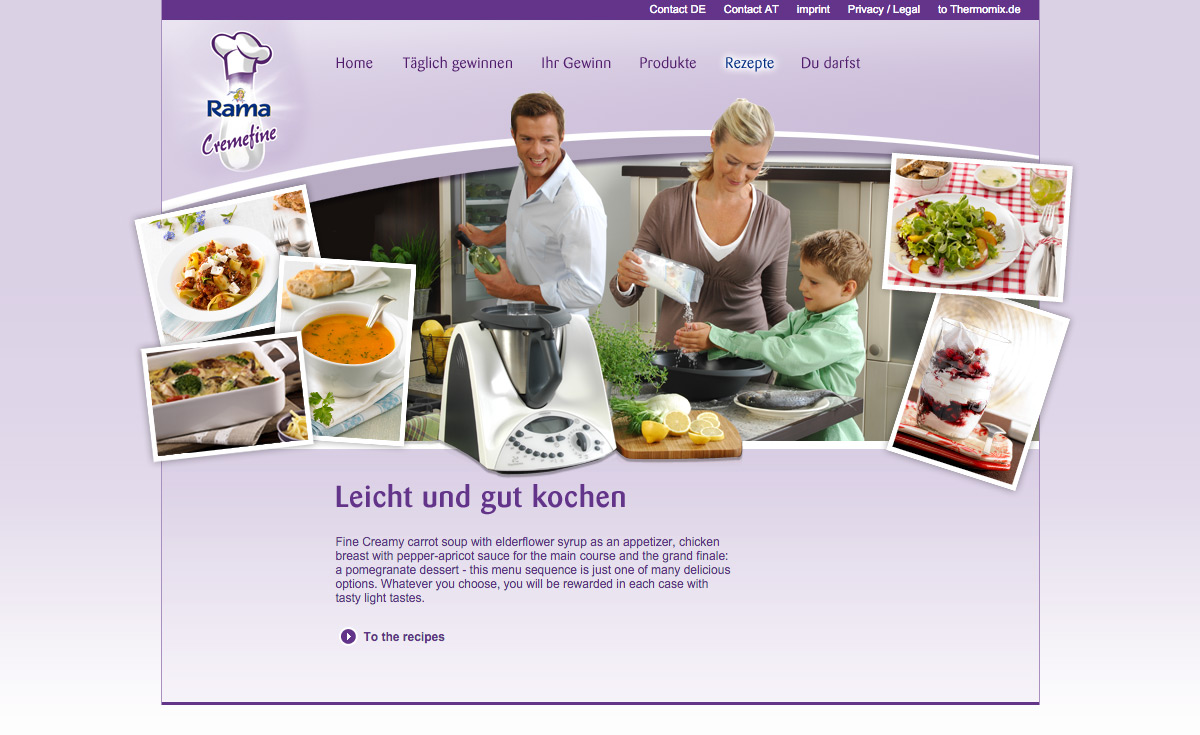 Contact DE Contact AT imprint Privacy / Legal to Thermomix.de
Rama
Cremefine
Home Täglich gewinnen Ihr Gewinn Produkte Rezepte Du darfst
Leicht und gut kochen
Fine Creamy carrot soup with elderflower syrup as an appetizer, chicken
breast with pepper-apricot sauce for the main course and the grand finale:
a pomegranate dessert - this menu sequence is just one of many delicious
options. Whatever you choose, you will be rewarded in each case with
tasty light tastes.
To the recipes